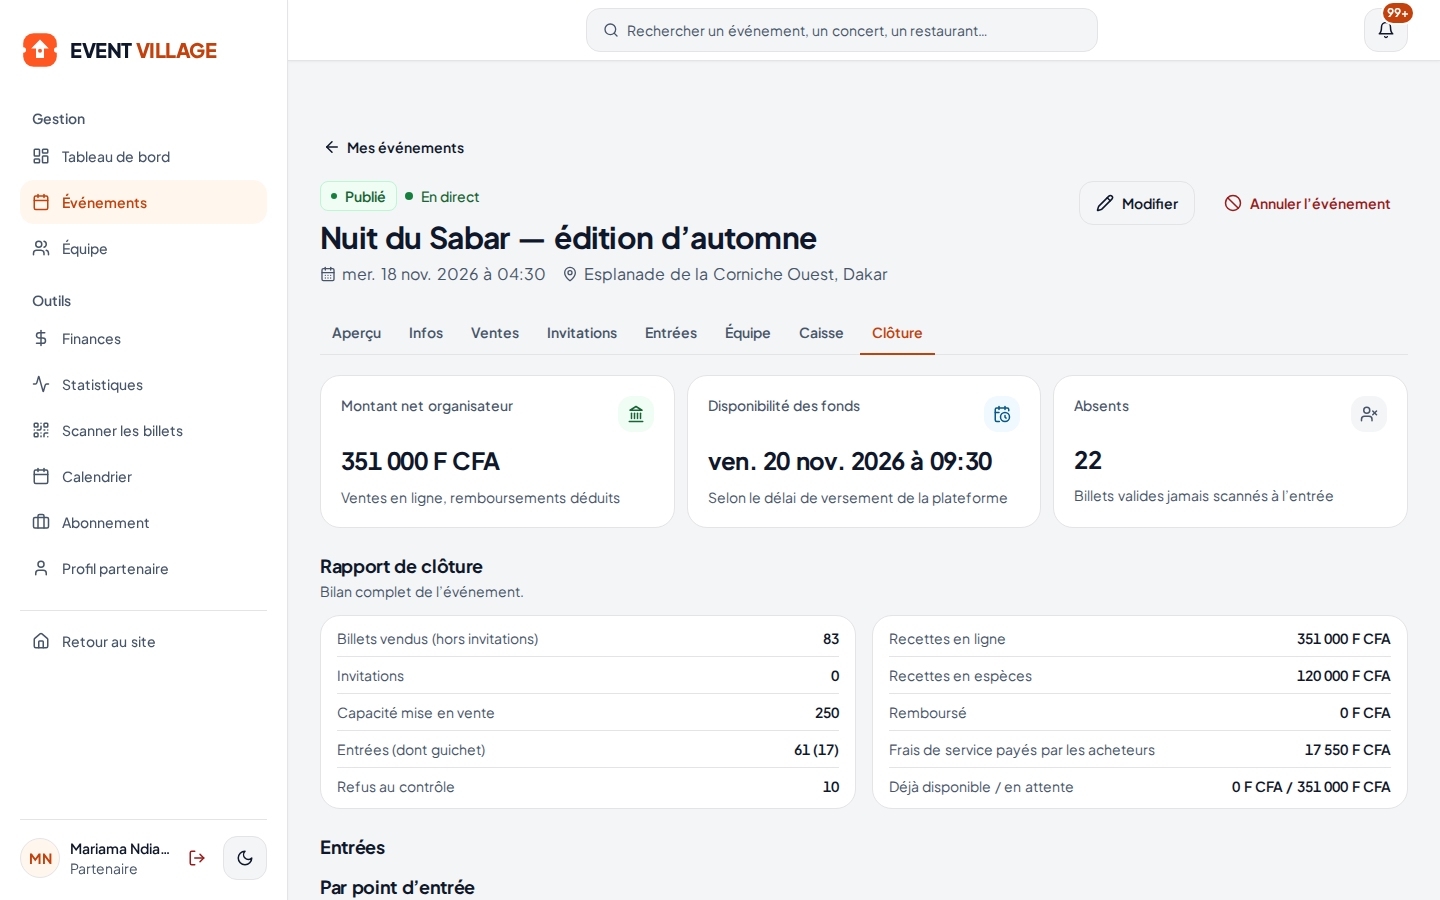 EVENT VILLAGE
Rechercher un événement, un concert, un restaurant…
99+
Gestion
Tableau de bord
Événements
Équipe
Outils
Finances
Statistiques
Scanner les billets
Calendrier
Abonnement
Profil partenaire
Retour au site
MN
Mariama Ndia…
Partenaire
Mes événements
Publié
En direct
Modifier
Annuler l’événement
Nuit du Sabar — édition d’automne
mer. 18 nov. 2026 à 04:30 Esplanade de la Corniche Ouest, Dakar
Aperçu Infos Ventes Invitations Entrées Équipe Caisse Clôture
Montant net organisateur
351 000 F CFA
Ventes en ligne, remboursements déduits
Disponibilité des fonds
ven. 20 nov. 2026 à 09:30
Selon le délai de versement de la plateforme
Absents
22
Billets valides jamais scannés à l’entrée
Rapport de clôture
Bilan complet de l’événement.
Billets vendus (hors invitations) 83
Invitations 0
Capacité mise en vente 250
Entrées (dont guichet) 61 (17)
Refus au contrôle 10
Recettes en ligne 351 000 F CFA
Recettes en espèces 120 000 F CFA
Remboursé 0 F CFA
Frais de service payés par les acheteurs 17 550 F CFA
Déjà disponible / en attente 0 F CFA / 351 000 F CFA
Entrées
Par point d’entrée